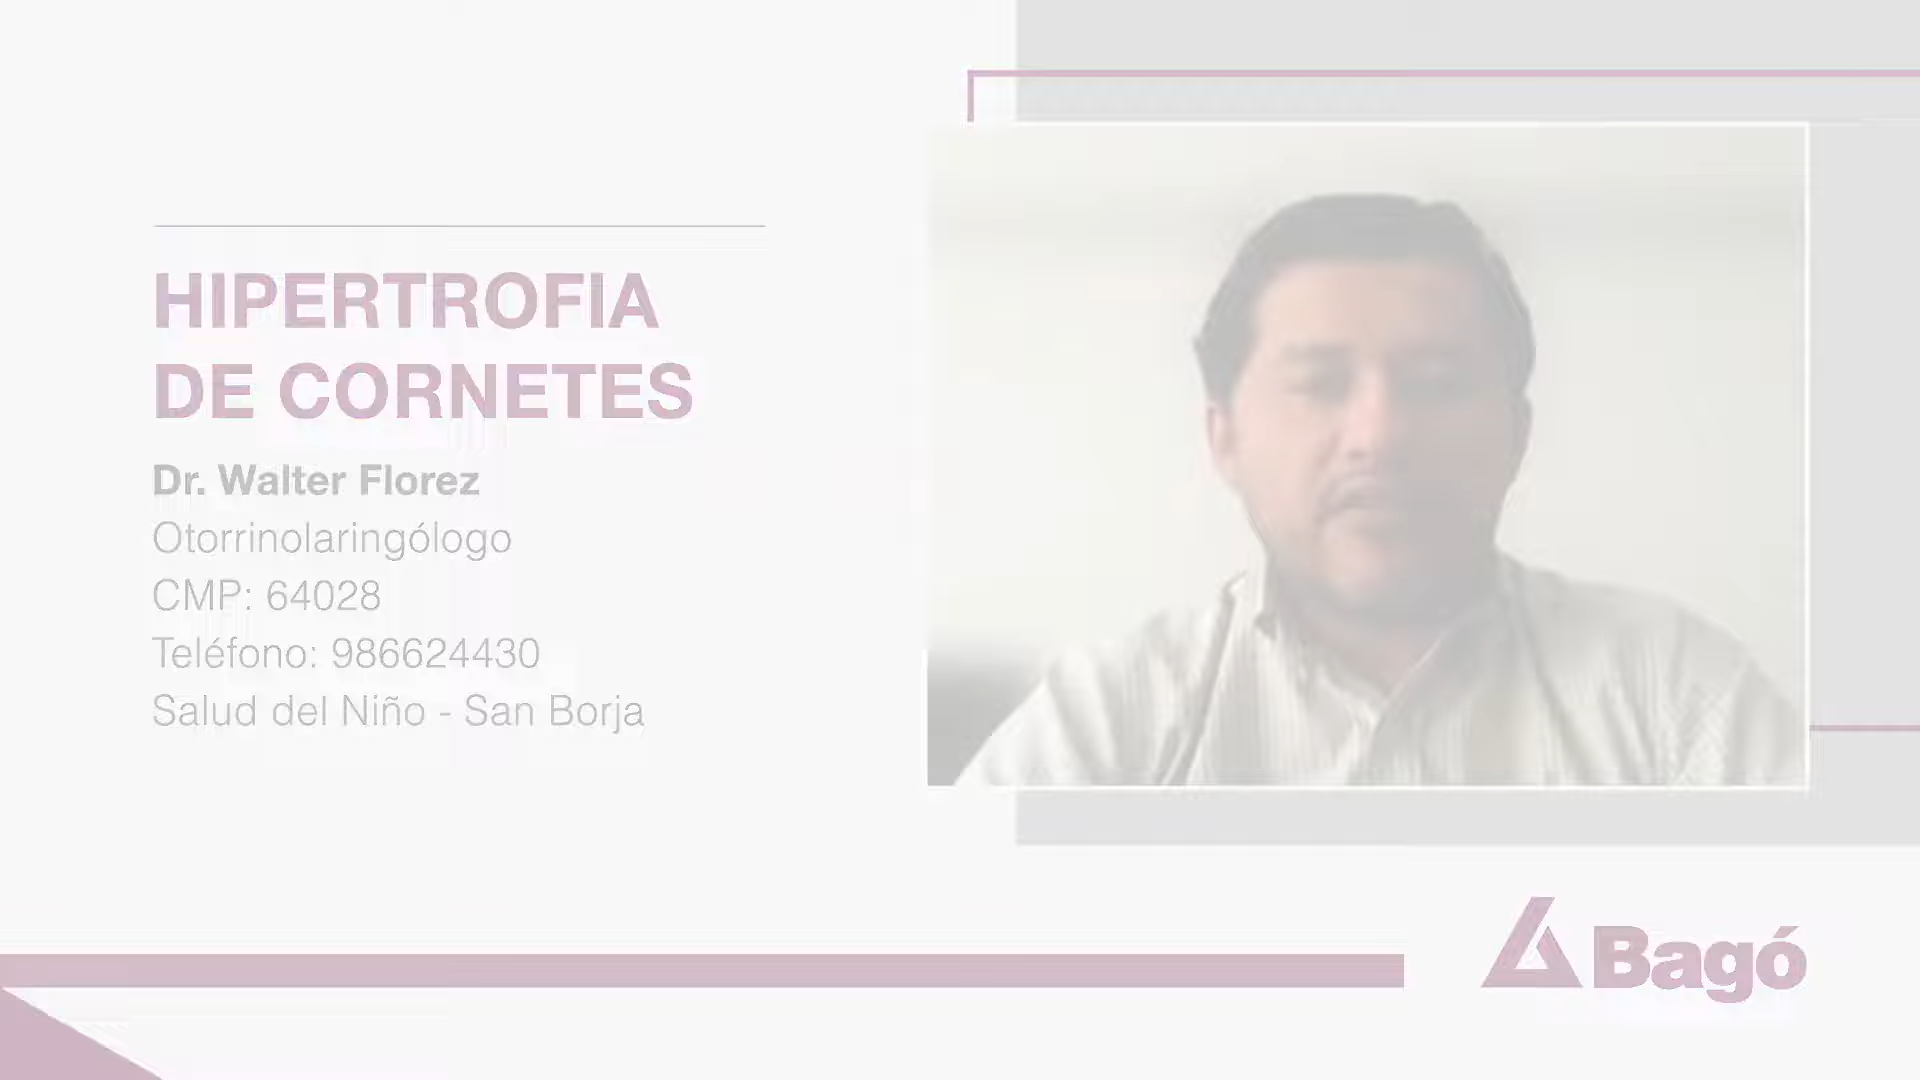 HIPERTROFIA
DE CORNETES
Dr. Walter Florez
Otorrinolaringólogo
CMP: 64028
Teléfono: 986624430
Salud del Niño - San Borja
Bagó